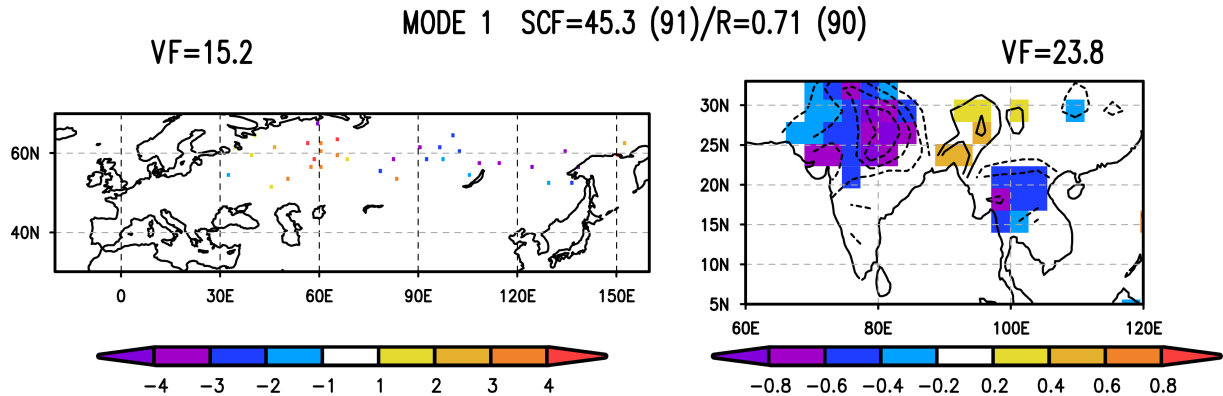 MODE 1 SCF=45.3 (91)/R=0.71 (90)
VF=15.2 VF=23.8
60N
40N
0 30E 60E 90E 120E 150E
30N
25N
20N
15N
10N
5N
60E 80E 100E 120E
−4 −3 −2 −1 1 2 3 4
−0.8 −0.6 −0.4 −0.2 0.2 0.4 0.6 0.8